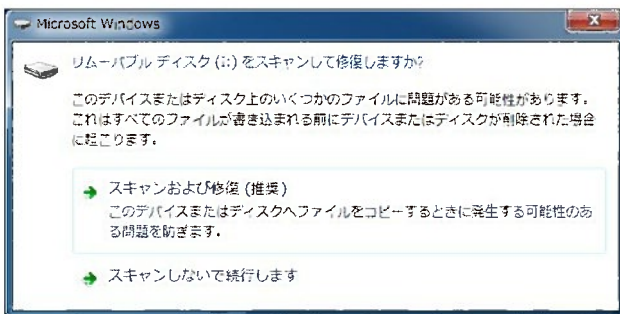 Microsoft Windows
リムーバブル ディスク (I:) をスキャンして修復しますか?
このデバイスまたはディスク上のいくつかのファイルに問題がある可能性があります。
これはすべてのファイルが書き込まれる前にデバイスまたはディスクが削除された場合
に起こります。
スキャンおよび修復 (推奨)
このデバイスまたはディスクへファイルをコピーするときに発生する可能性のあ
る問題を防ぎます。
スキャンしないで続行します